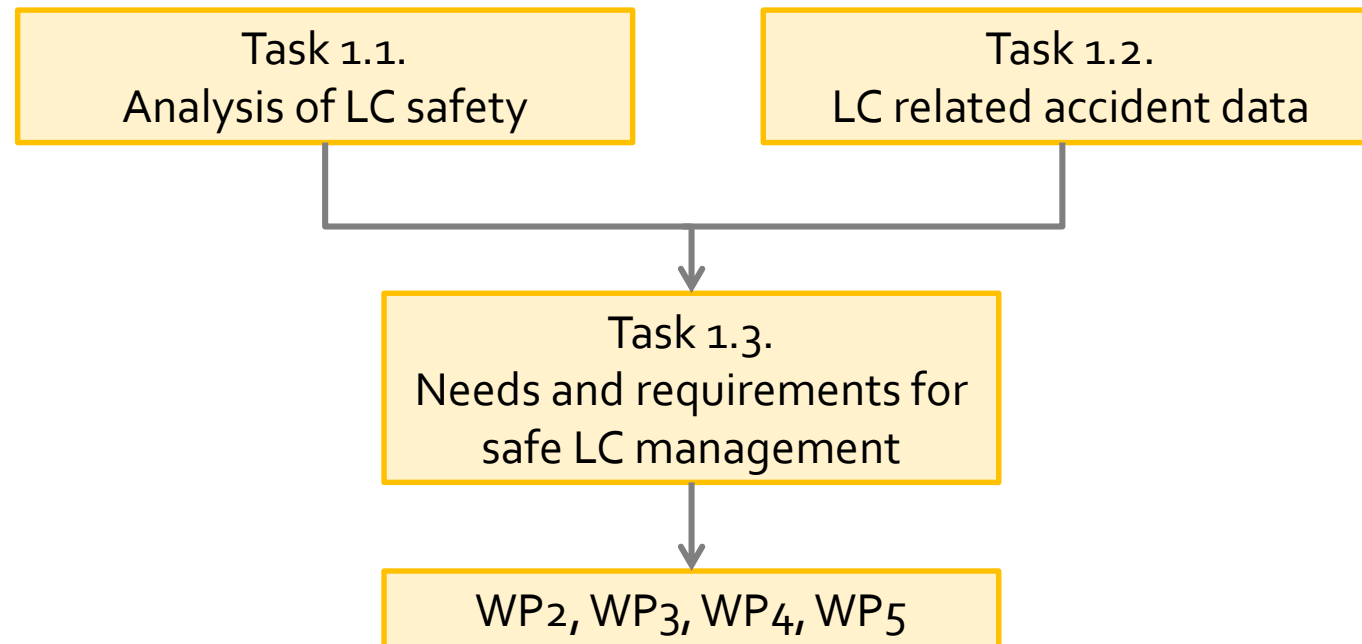 Task 1.1.
Analysis of LC safety
Task 1.2.
LC related accident data
Task 1.3.
Needs and requirements for
safe LC management
WP2, WP3, WP4, WP5